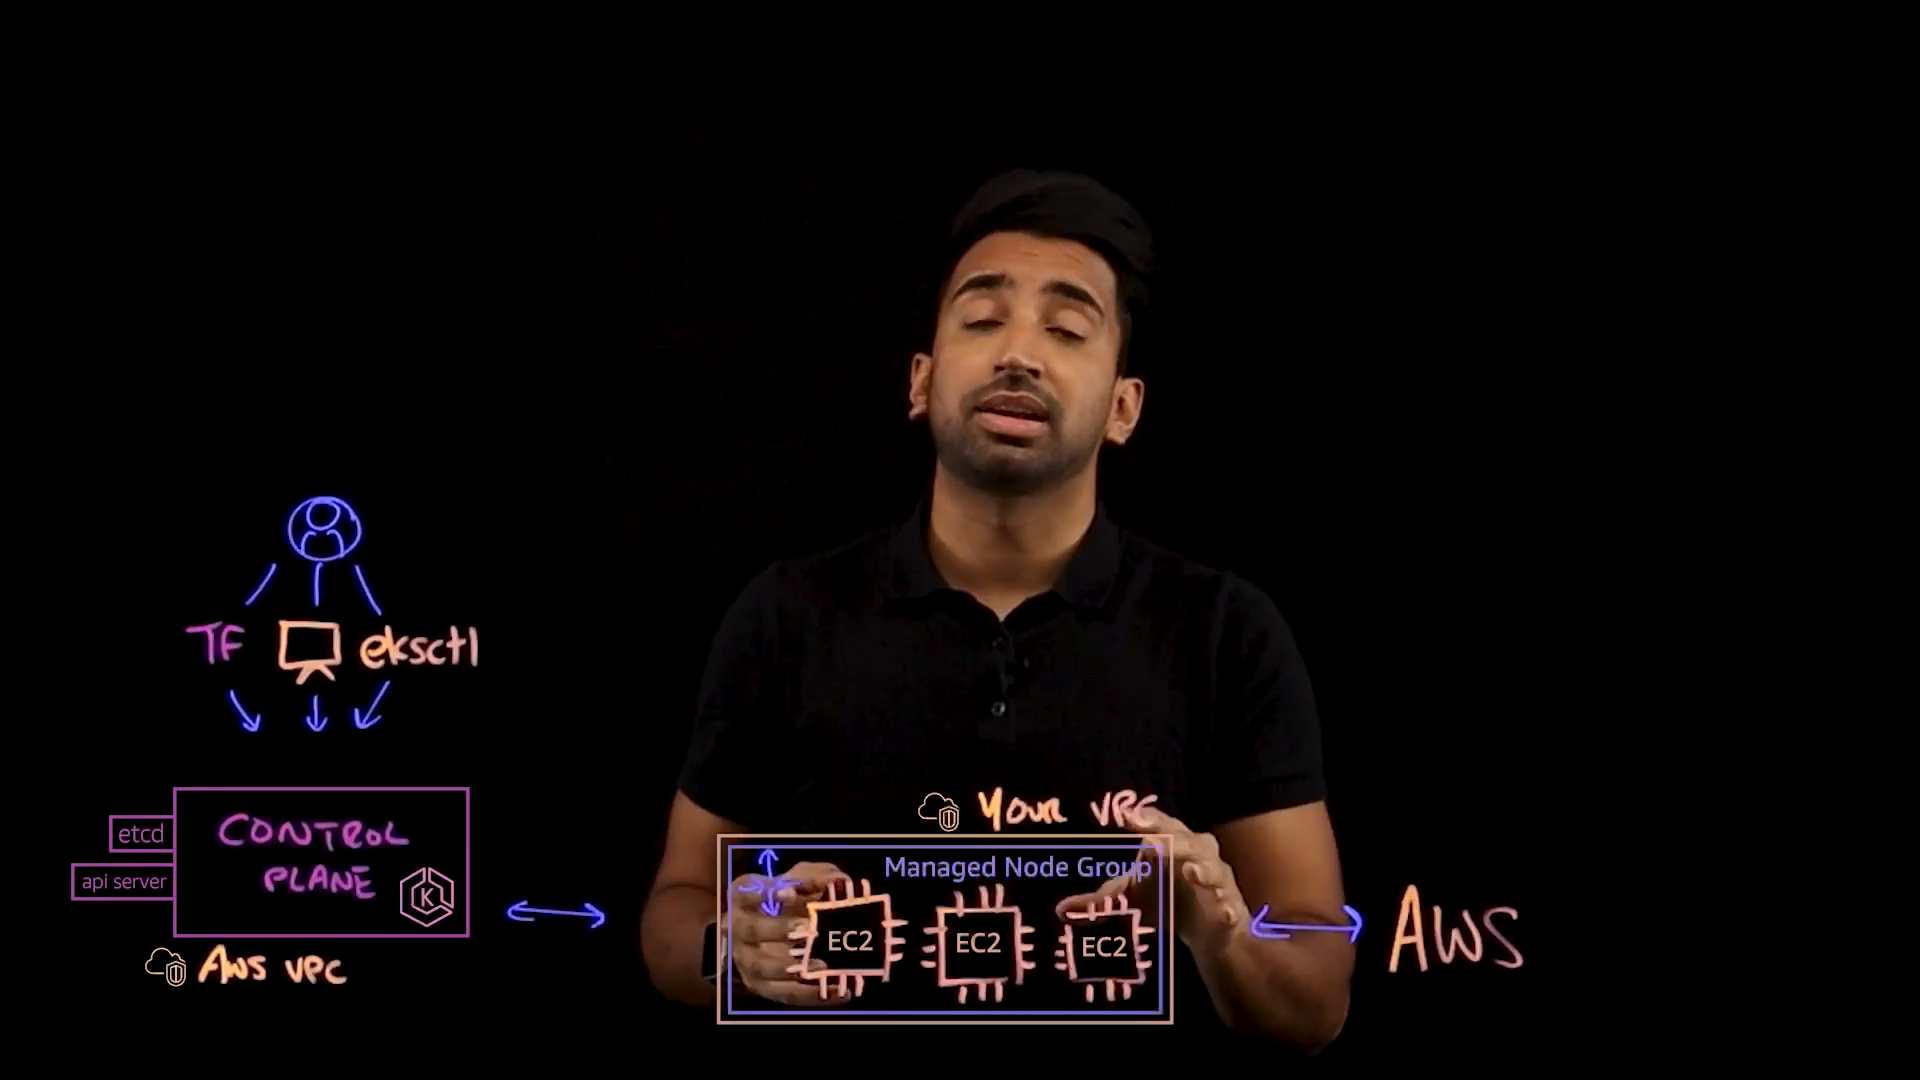 TF
eksctl
etcd
api server
CONTROL
PLANE
K
AWS VPC
Your VPC
Managed Node Group
EC2
EC2
EC2
AWS